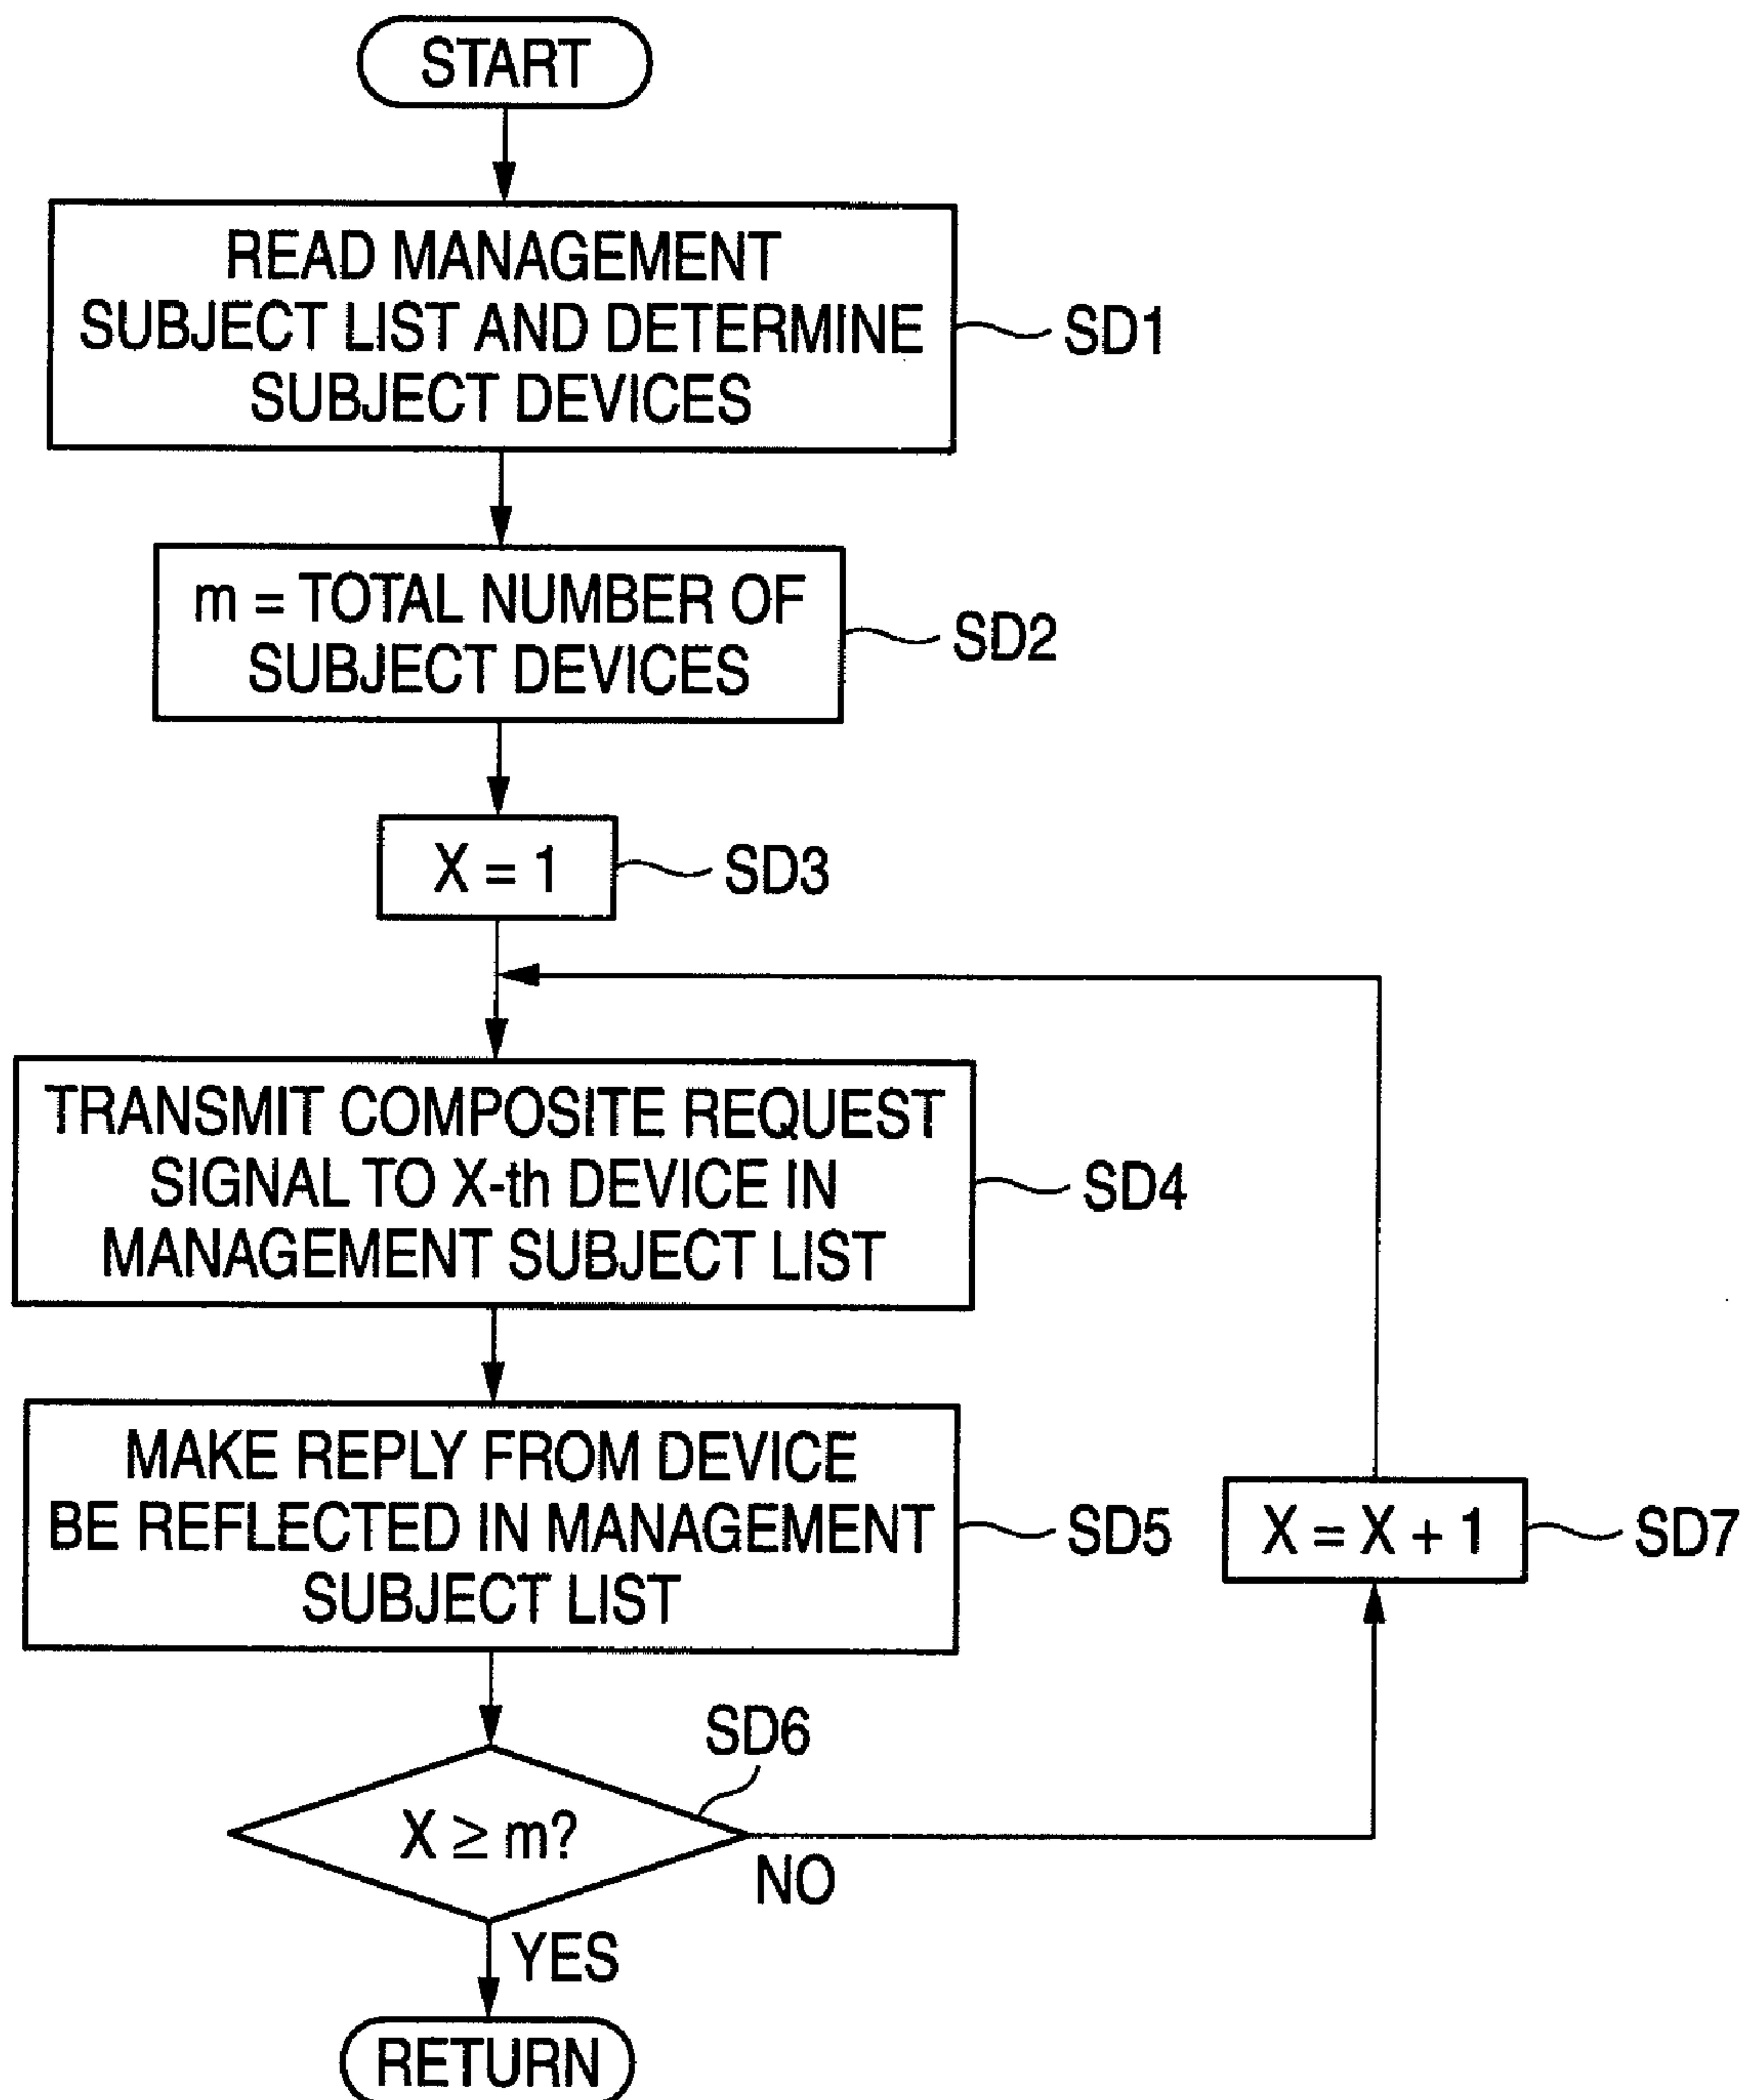 START
READ MANAGEMENT
SUBJECT LIST AND DETERMINE
SUBJECT DEVICES
SD1
m = TOTAL NUMBER OF
SUBJECT DEVICES
SD2
X = 1
SD3
TRANSMIT COMPOSITE REQUEST
SIGNAL TO X-th DEVICE IN
MANAGEMENT SUBJECT LIST
SD4
MAKE REPLY FROM DEVICE
BE REFLECTED IN MANAGEMENT
SUBJECT LIST
SD5
X = X + 1
SD7
SD6
X ≥ m?
NO
YES
RETURN